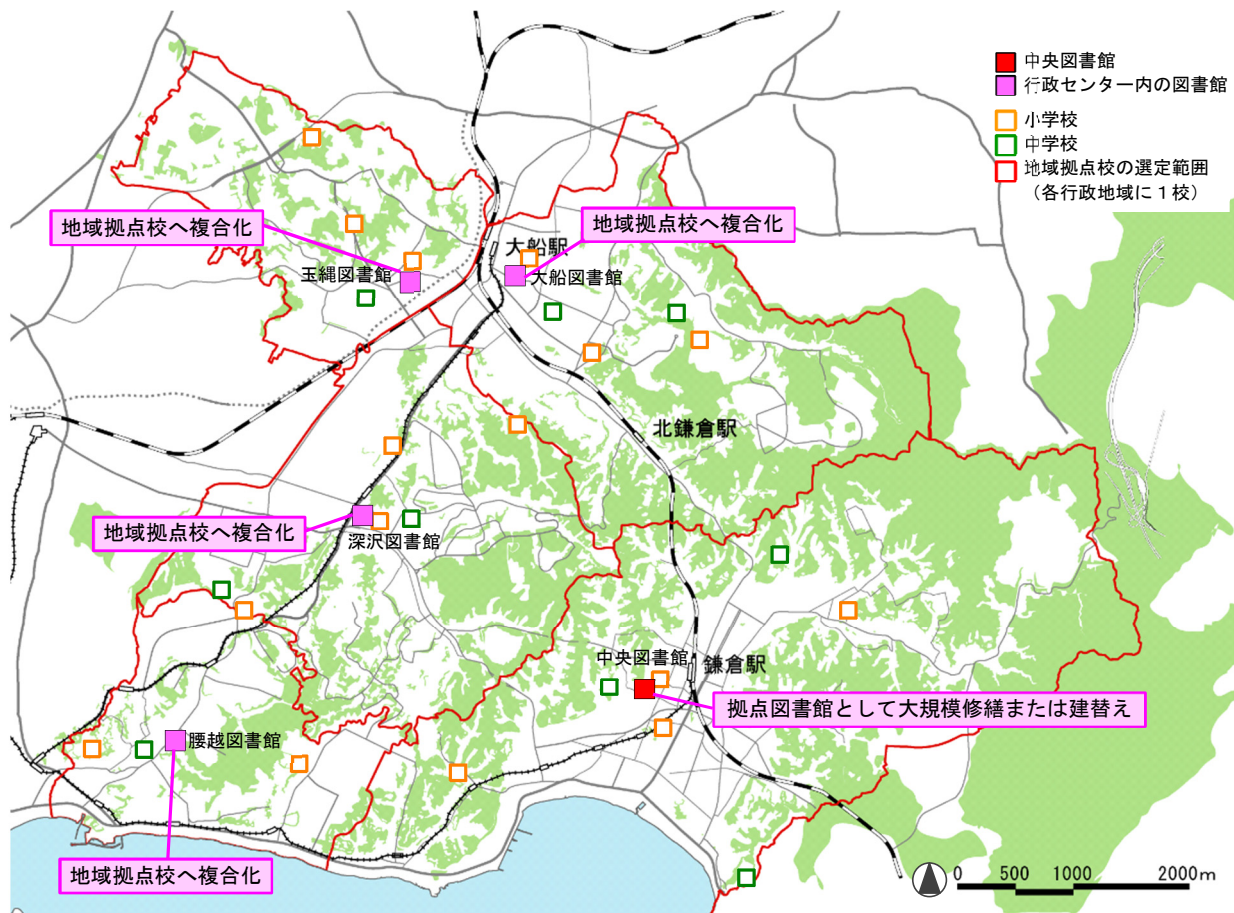 中央図書館
行政センター内の図書館
小学校
中学校
地域拠点校の選定範囲
（各行政地域に１校）
地域拠点校へ複合化
地域拠点校へ複合化
大船駅
玉縄図書館
大船図書館
北鎌倉駅
地域拠点校へ複合化
深沢図書館
中央図書館
鎌倉駅
拠点図書館として大規模修繕または建替え
腰越図書館
地域拠点校へ複合化
0 500 1000 2000m